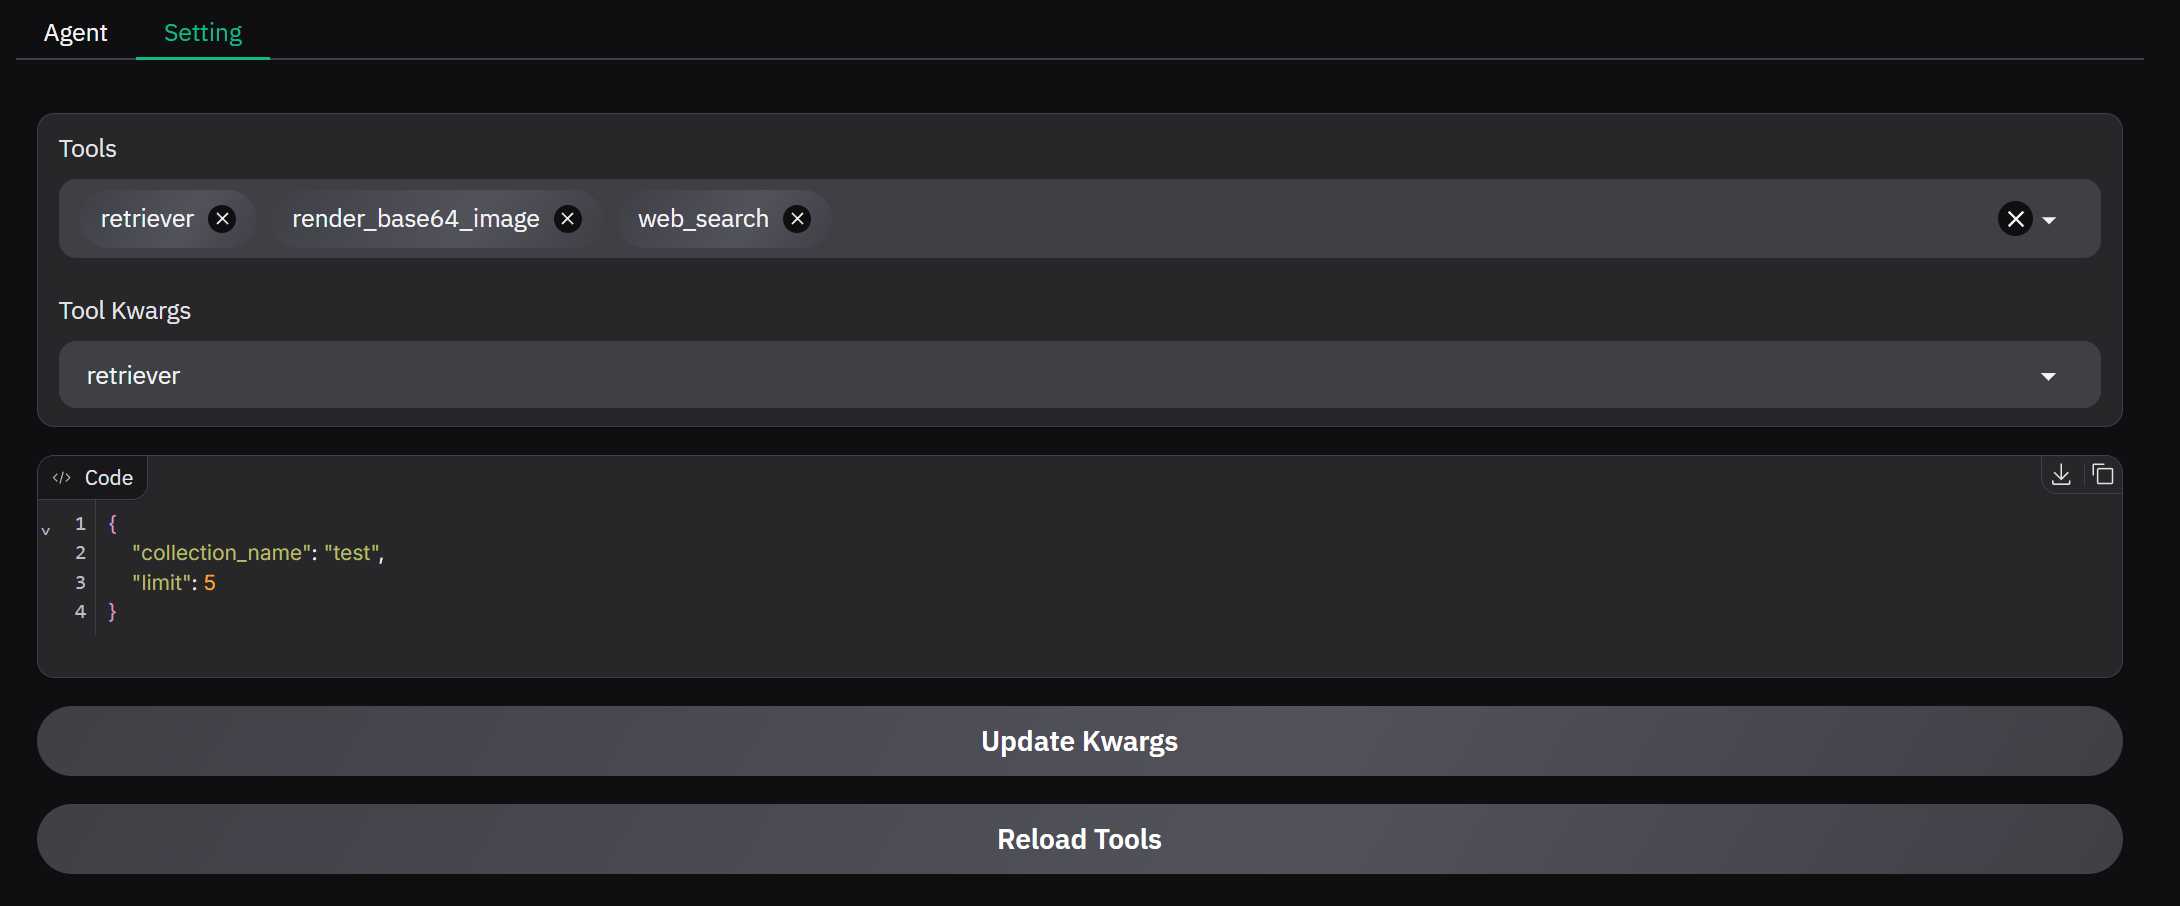 Agent Setting
Tools
retriever render_base64_image web_search
Tool Kwargs
retriever
</> Code
1 {
2 "collection_name": "test",
3 "limit": 5
4 }
Update Kwargs
Reload Tools